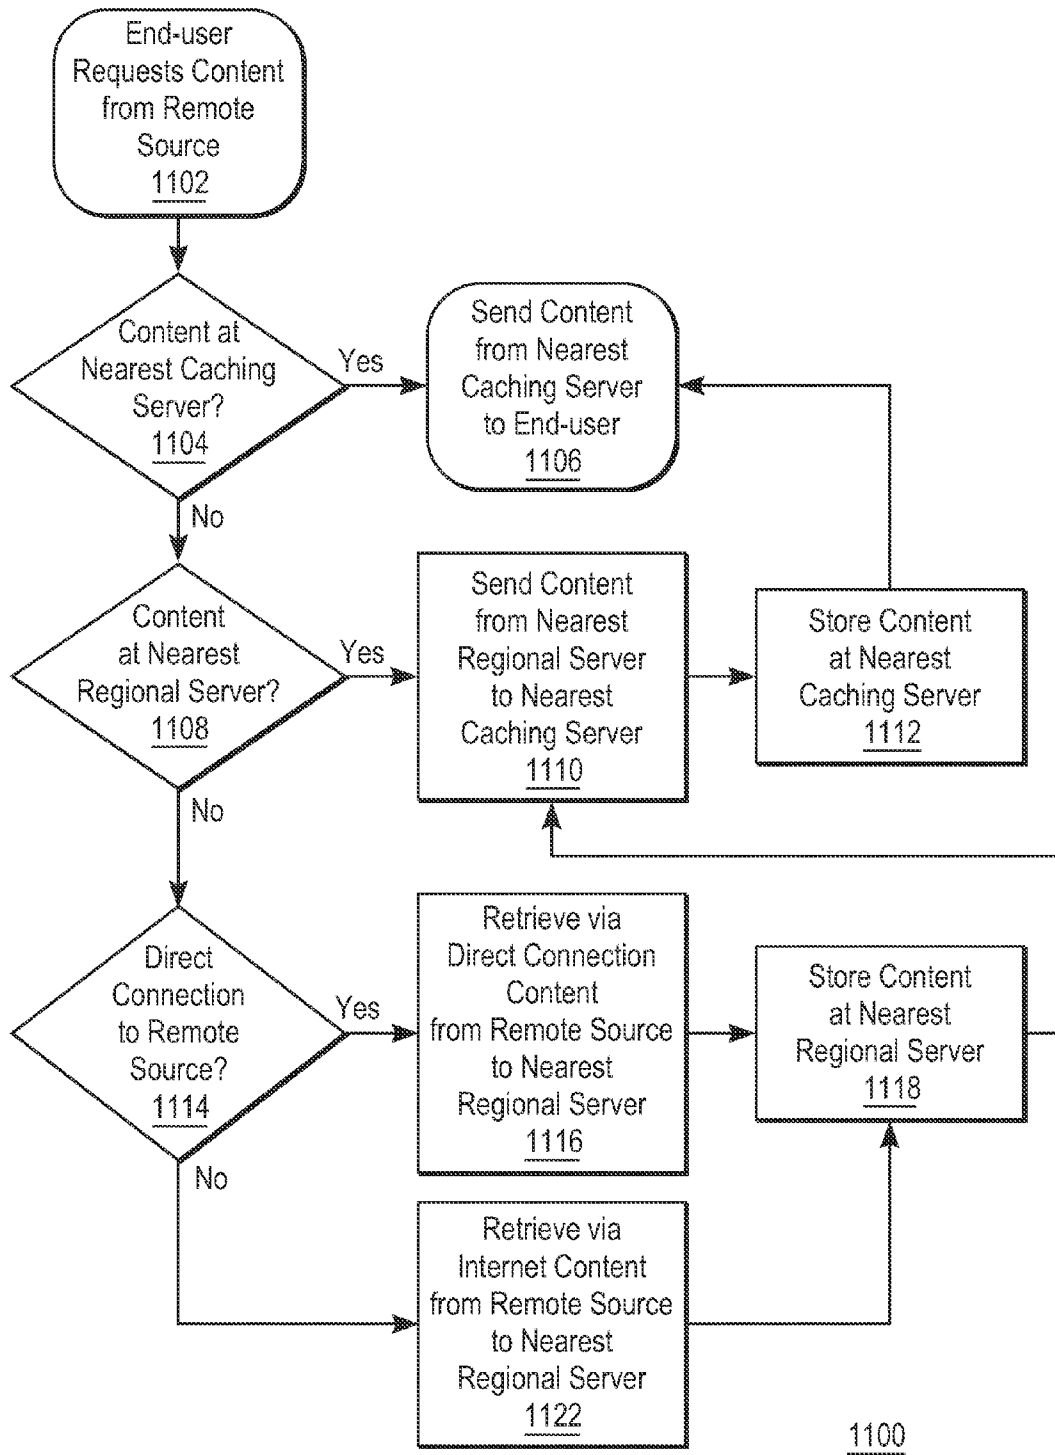 End-user
Requests Content
from Remote
Source
1102
Content at
Nearest Caching
Server?
1104
Yes
No
Send Content
from Nearest
Caching Server
to End-user
1106
Content
at Nearest
Regional Server?
1108
Yes
No
Send Content
from Nearest
Regional Server
to Nearest
Caching Server
1110
Store Content
at Nearest
Caching Server
1112
Direct
Connection
to Remote
Source?
1114
Yes
No
Retrieve via
Direct Connection
Content
from Remote Source
to Nearest
Regional Server
1116
Store Content
at Nearest
Regional Server
1118
Retrieve via
Internet Content
from Remote Source
to Nearest
Regional Server
1122
1100